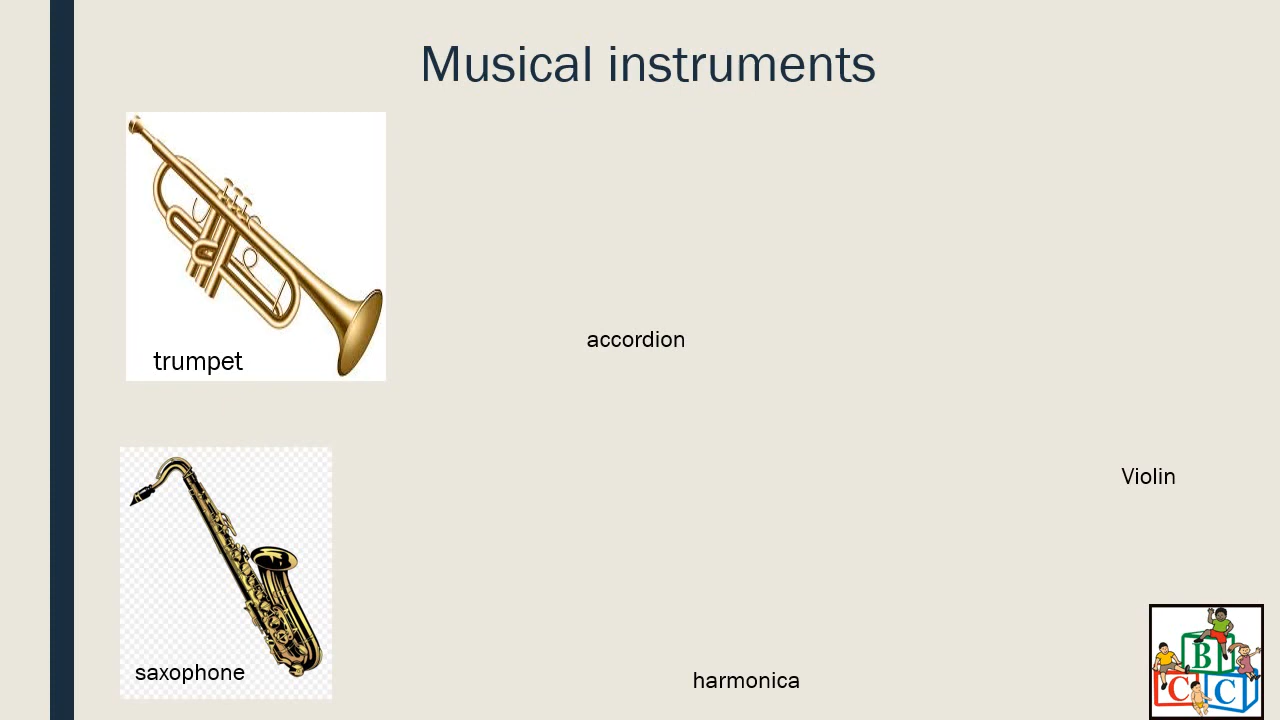 Musical instruments
trumpet
accordion
Violin
saxophone
harmonica
B
C C